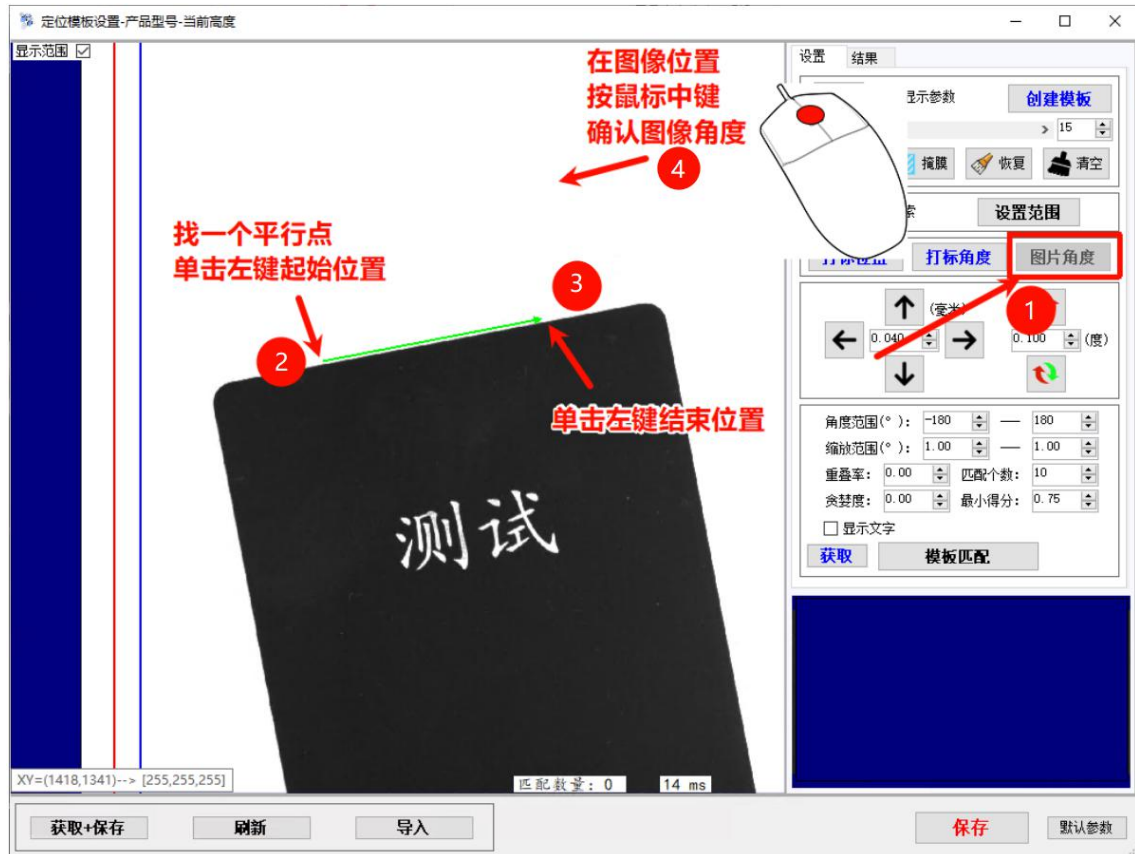 定位模板设置-产品型号-当前高度
显示范围
在图像位置
按鼠标中键
确认图像角度
4
找一个平行点
单击左键起始位置
3
2
单击左键结束位置
测试
XY=(1418,1341)--> [255,255,255]
匹配数量: 0 14 ms
设置 结果
显示参数 创建模板
15
掩膜 恢复 清空
设置范围
打标角度 图片角度
1
(毫米)
0.040 0.100 (度)
角度范围(°): -180 — 180
缩放范围(°): 1.00 — 1.00
重叠率: 0.00 匹配个数: 10
贪婪度: 0.00 最小得分: 0.75
显示文字
获取 模板匹配
获取+保存 刷新 导入 保存 默认参数